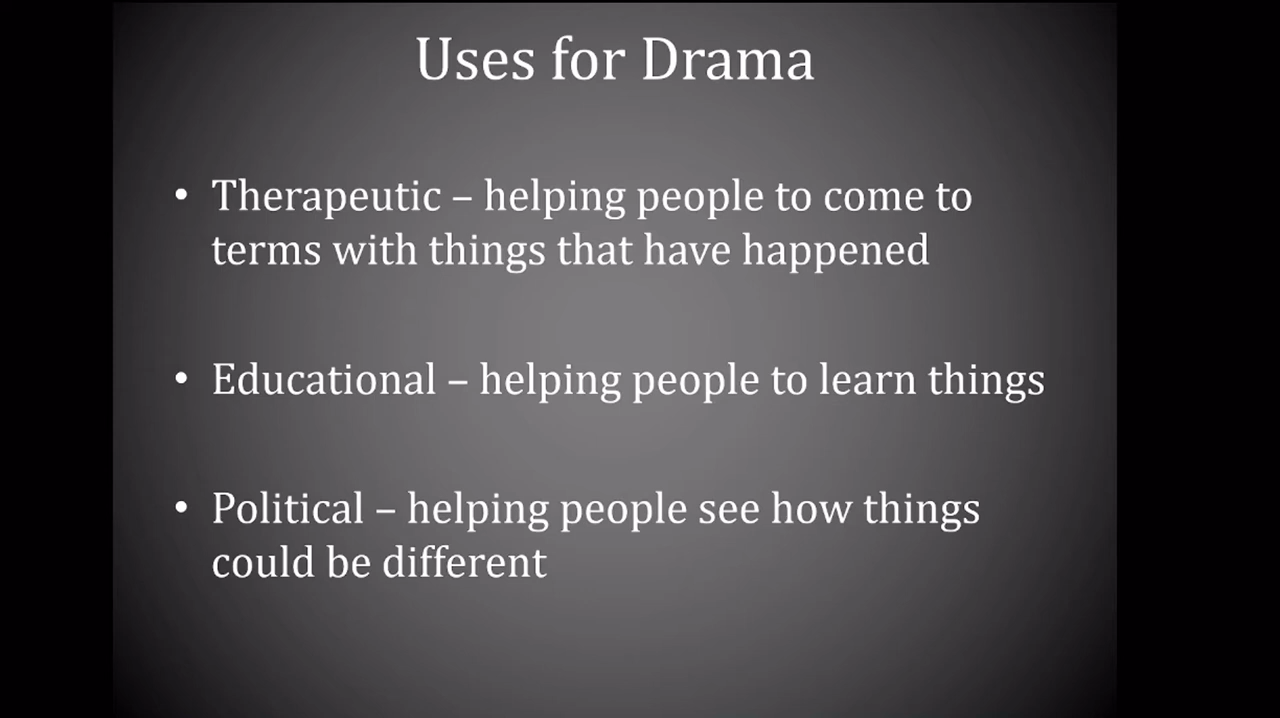 Uses for Drama
• Therapeutic – helping people to come to
terms with things that have happened
• Educational – helping people to learn things
• Political – helping people see how things
could be different